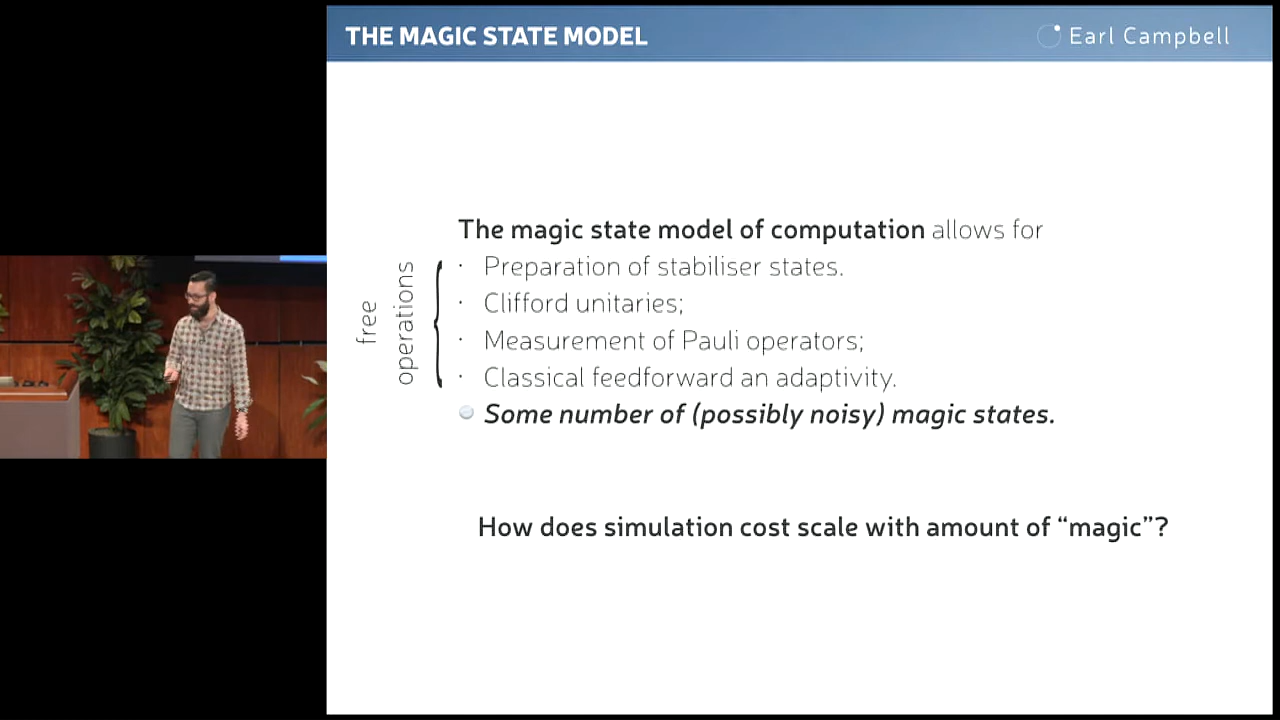 THE MAGIC STATE MODEL
Earl Campbell
The magic state model of computation allows for
free
operations
· Preparation of stabiliser states.
· Clifford unitaries;
· Measurement of Pauli operators;
· Classical feedforward an adaptivity.
Some number of (possibly noisy) magic states.
How does simulation cost scale with amount of “magic”?